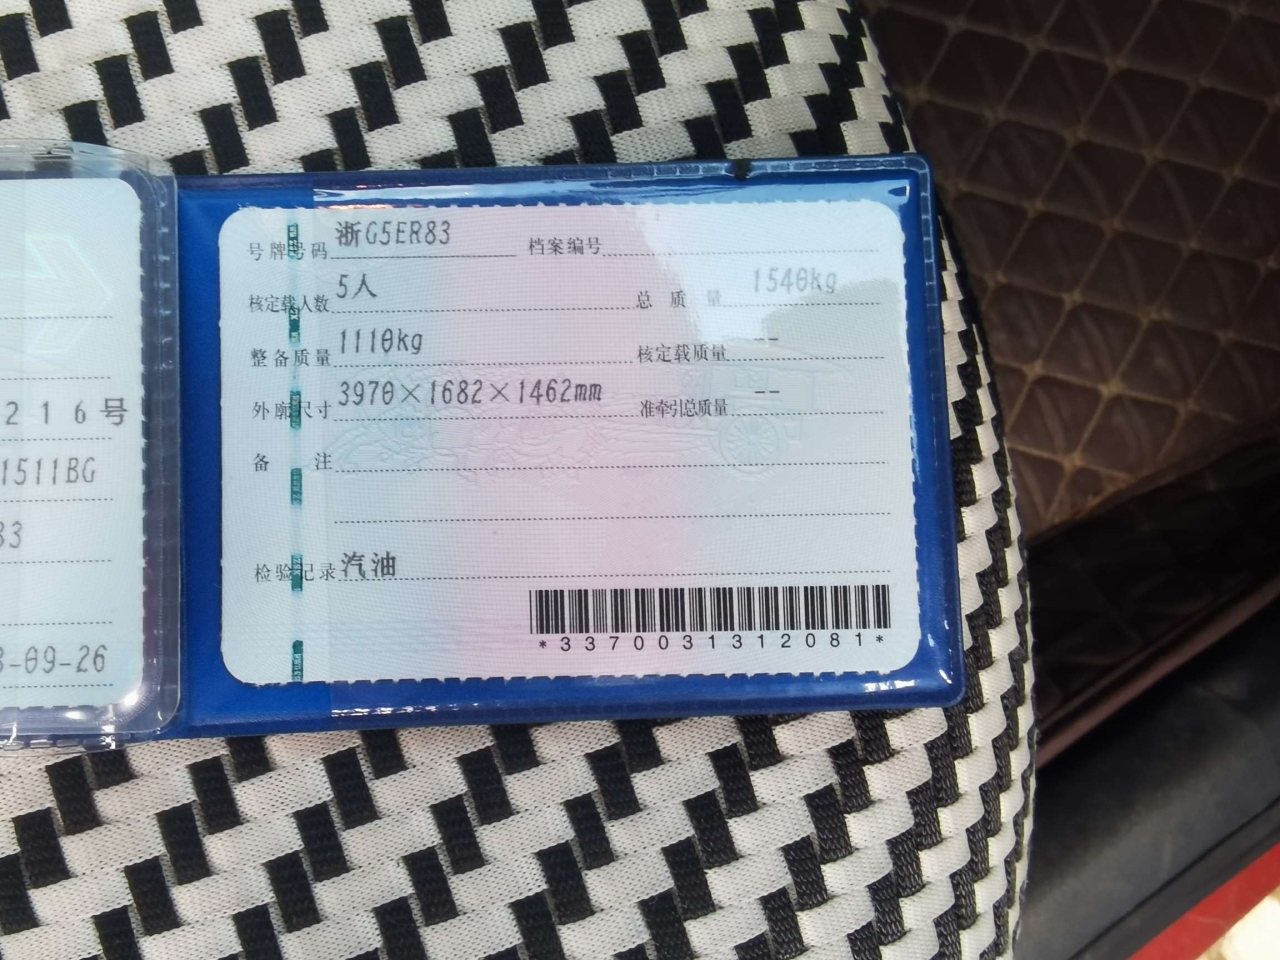 216号
1511BG
83
-09-26
号牌号码 浙G5ER83 档案编号
核定载人数 5人 总质量 1540kg
整备质量 1110kg 核定载质量 --
外廓尺寸 3970×1682×1462mm 准牵引总质量 --
备注
检验记录 汽油
*3370031312081*